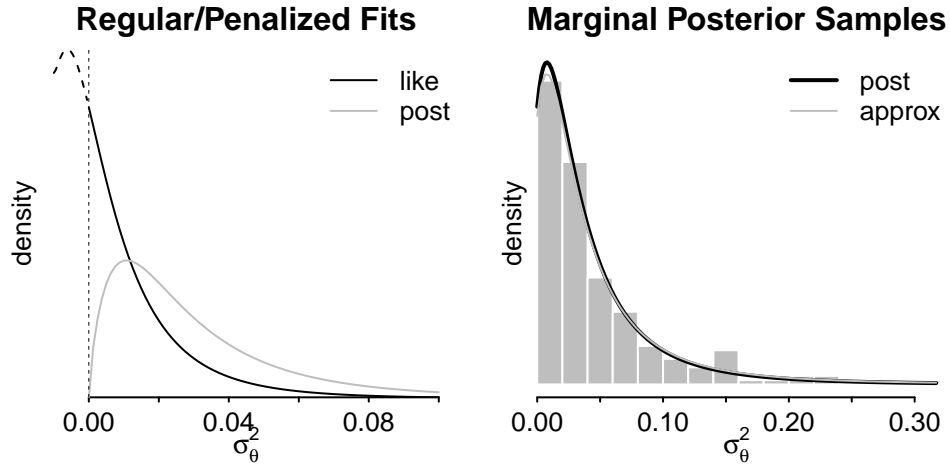 Regular/Penalized Fits
density
like
post
0.00 0.04 0.08
σ²θ
Marginal Posterior Samples
density
post
approx
0.00 0.10 0.20 0.30
σ²θ